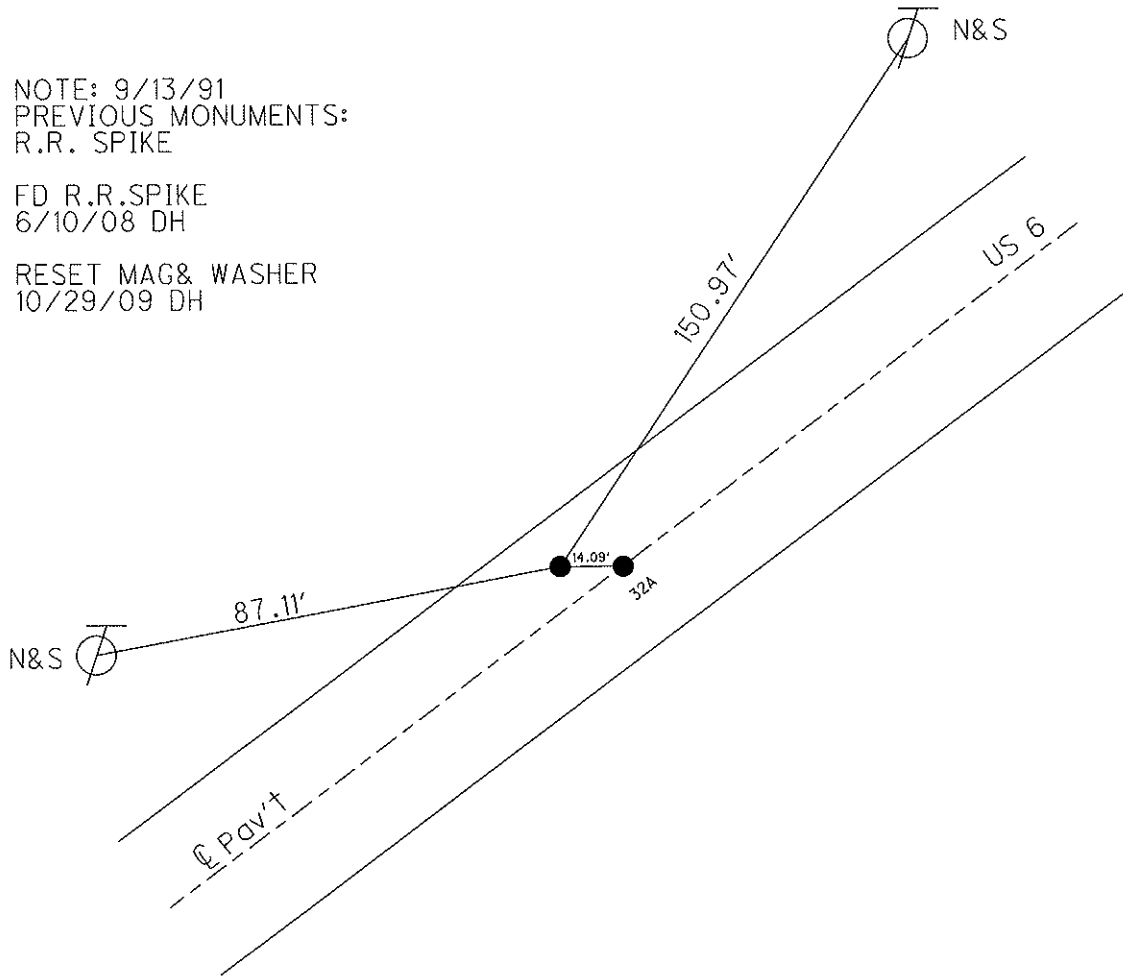 N&S
NOTE: 9/13/91
PREVIOUS MONUMENTS:
R.R. SPIKE
FD R.R.SPIKE
6/10/08 DH
RESET MAG& WASHER
10/29/09 DH
US 6
150.97'
14.09'
32A
87.11'
N&S
℄ Pav't